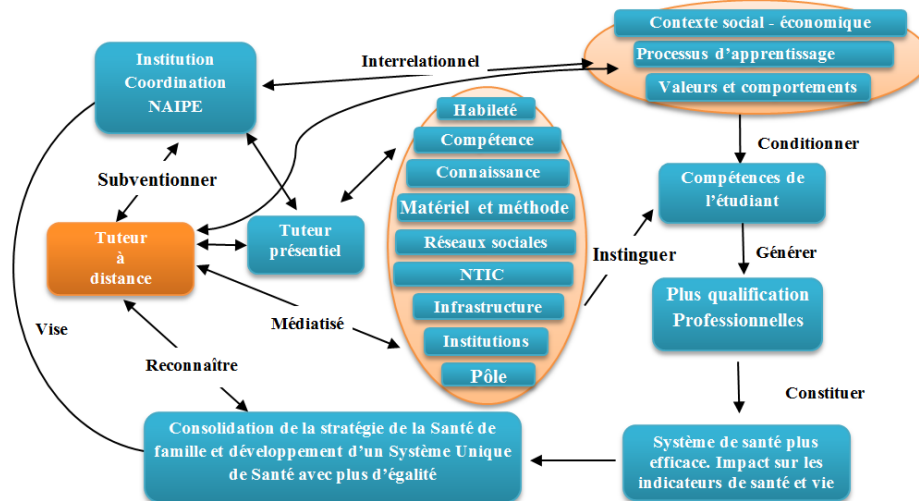 Institution
Coordination
NAIPE
Interrelationnel
Contexte social - économique
Processus d'apprentissage
Valeurs et comportements
Habileté
Compétence
Connaissance
Matériel et méthode
Réseaux sociales
NTIC
Infrastructure
Institutions
Pôle
Conditionner
Subventionner
Compétences de
l'étudiant
Tuteur
à
distance
Tuteur
présentiel
Instinguer
Générer
Plus qualification
Professionnelles
Médiatisé
Vise
Reconnaître
Constituer
Consolidation de la stratégie de la Santé de
famille et développement d'un Système Unique
de Santé avec plus d'égalité
Système de santé plus
efficace. Impact sur les
indicateurs de santé et vie